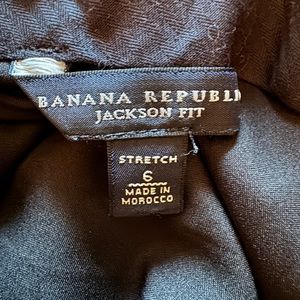 BANANA REPUBLI
JACKSON FIT
STRETCH
6
MADE IN
MOROCCO